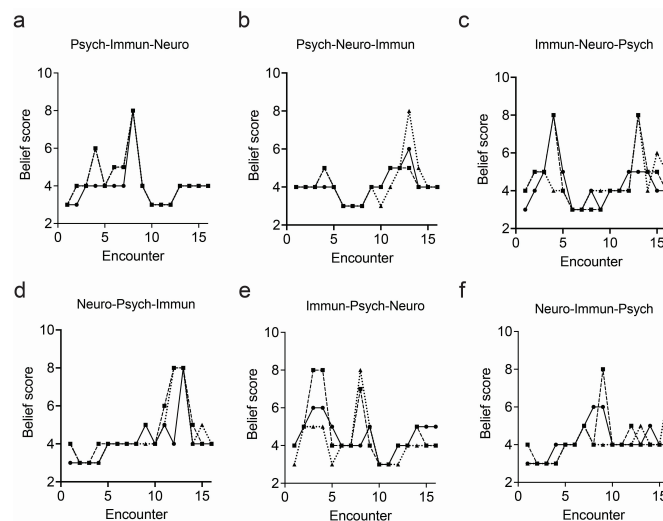 a
Psych-Immun-Neuro
10
8
6
4
2
Belief score
0 5 10 15
Encounter
b
Psych-Neuro-Immun
10
8
6
4
2
Belief score
0 5 10 15
Encounter
c
Immun-Neuro-Psych
10
8
6
4
2
Belief score
0 5 10 15
Encounter
d
Neuro-Psych-Immun
10
8
6
4
2
Belief score
0 5 10 15
Encounter
e
Immun-Psych-Neuro
10
8
6
4
2
Belief score
0 5 10 15
Encounter
f
Neuro-Immun-Psych
10
8
6
4
2
Belief score
0 5 10 15
Encounter